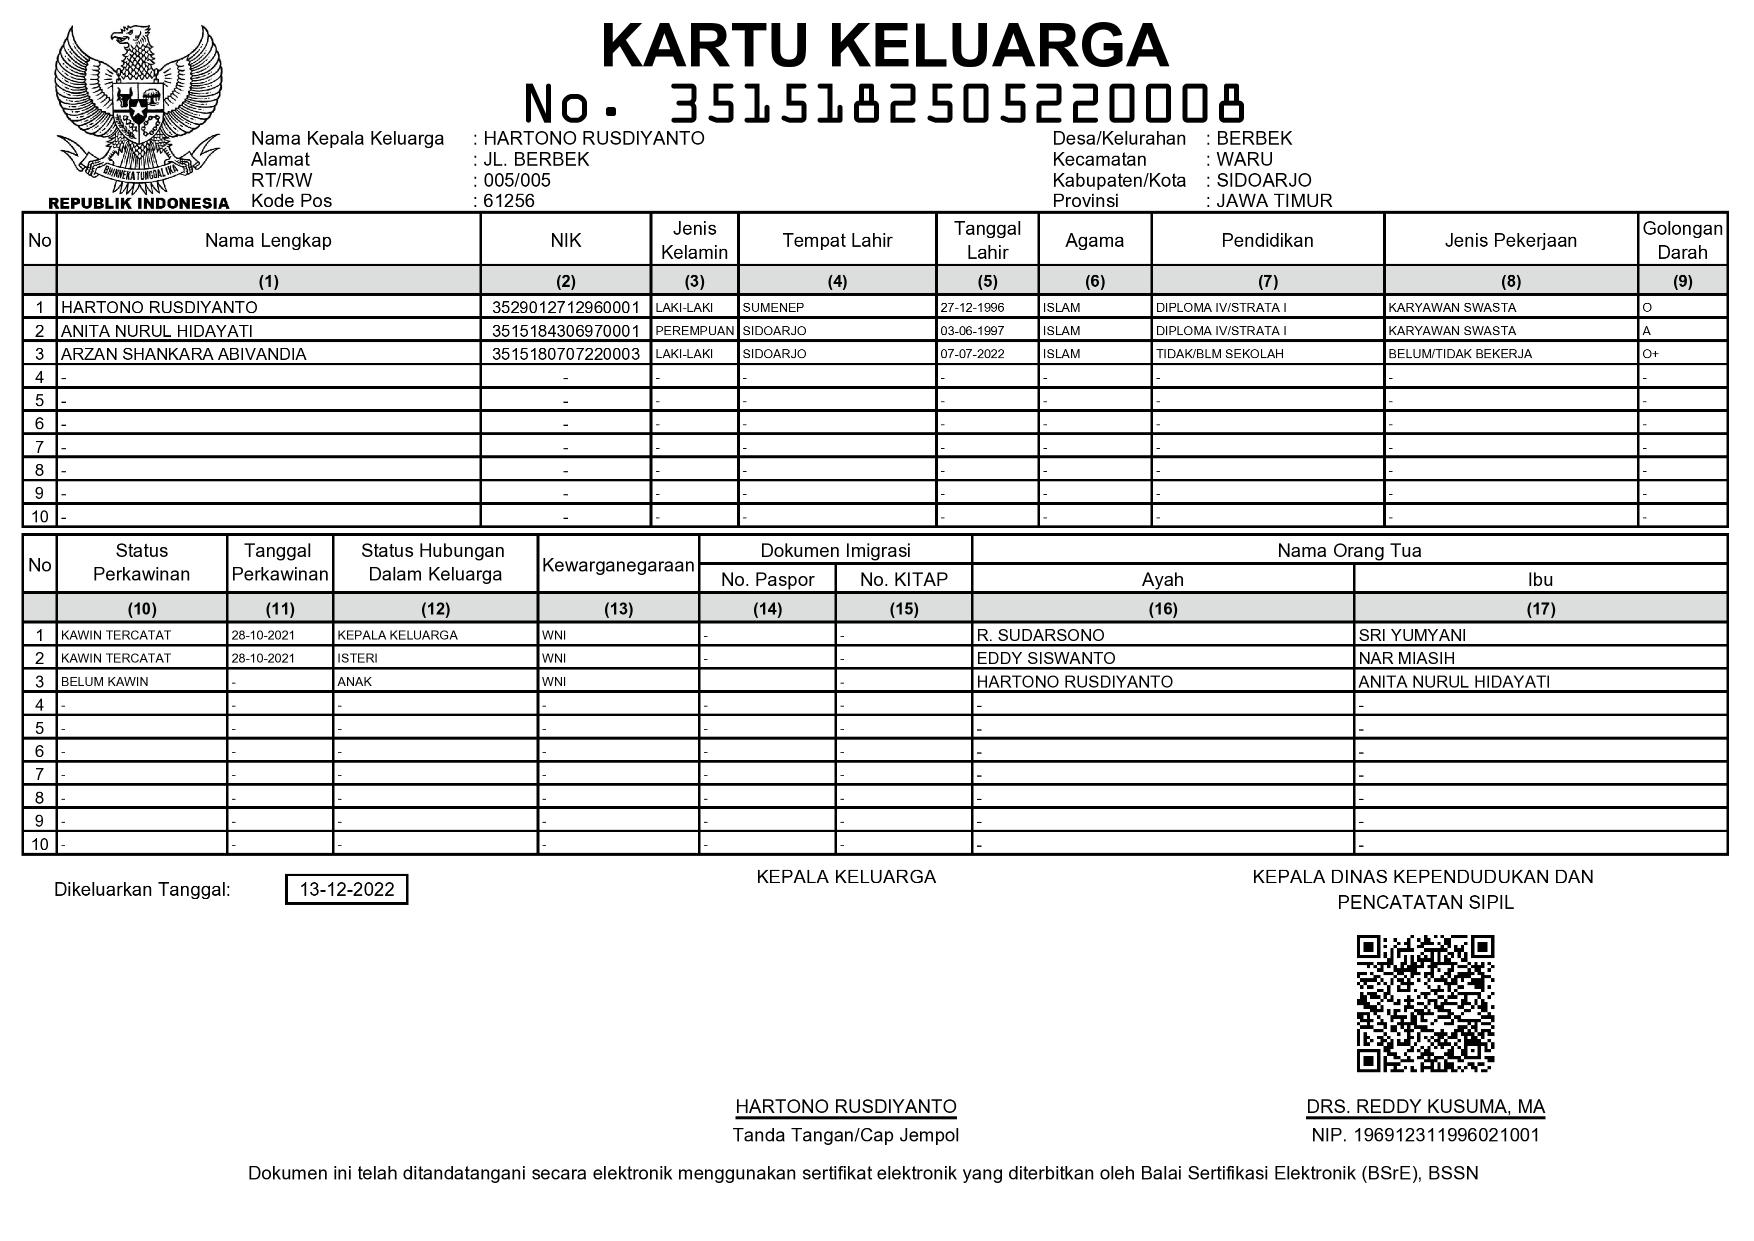 KARTU KELUARGA
No. 3515182505220008
BHINNEKA TUNGGAL IKA
REPUBLIK INDONESIA
Nama Kepala Keluarga : HARTONO RUSDIYANTO
Alamat : JL. BERBEK
RT/RW : 005/005
Kode Pos : 61256
Desa/Kelurahan : BERBEK
Kecamatan : WARU
Kabupaten/Kota : SIDOARJO
Provinsi : JAWA TIMUR
No Nama Lengkap NIK Jenis Kelamin Tempat Lahir Tanggal Lahir Agama Pendidikan Jenis Pekerjaan Golongan Darah
(1) (2) (3) (4) (5) (6) (7) (8) (9)
1 HARTONO RUSDIYANTO 3529012712960001 LAKI-LAKI SUMENEP 27-12-1996 ISLAM DIPLOMA IV/STRATA I KARYAWAN SWASTA O
2 ANITA NURUL HIDAYATI 3515184306970001 PEREMPUAN SIDOARJO 03-06-1997 ISLAM DIPLOMA IV/STRATA I KARYAWAN SWASTA A
3 ARZAN SHANKARA ABIVANDIA 3515180707220003 LAKI-LAKI SIDOARJO 07-07-2022 ISLAM TIDAK/BLM SEKOLAH BELUM/TIDAK BEKERJA O+
4 - - - - - - - - -
5 - - - - - - - - -
6 - - - - - - - - -
7 - - - - - - - - -
8 - - - - - - - - -
9 - - - - - - - - -
10 - - - - - - - - -
No Status Perkawinan Tanggal Perkawinan Status Hubungan Dalam Keluarga Kewarganegaraan Dokumen Imigrasi Nama Orang Tua
No. Paspor No. KITAP Ayah Ibu
(10) (11) (12) (13) (14) (15) (16) (17)
1 KAWIN TERCATAT 28-10-2021 KEPALA KELUARGA WNI - - R. SUDARSONO SRI YUMYANI
2 KAWIN TERCATAT 28-10-2021 ISTERI WNI - - EDDY SISWANTO NAR MIASIH
3 BELUM KAWIN - ANAK WNI - HARTONO RUSDIYANTO ANITA NURUL HIDAYATI
4 - - - - - - - -
5 - - - - - - - -
6 - - - - - - - -
7 - - - - - - - -
8 - - - - - - - -
9 - - - - - - - -
10 - - - - - - - -
Dikeluarkan Tanggal: 13-12-2022
KEPALA KELUARGA
HARTONO RUSDIYANTO
Tanda Tangan/Cap Jempol
KEPALA DINAS KEPENDUDUKAN DAN
PENCATATAN SIPIL
DRS. REDDY KUSUMA, MA
NIP. 196912311996021001
Dokumen ini telah ditandatangani secara elektronik menggunakan sertifikat elektronik yang diterbitkan oleh Balai Sertifikasi Elektronik (BSrE), BSSN